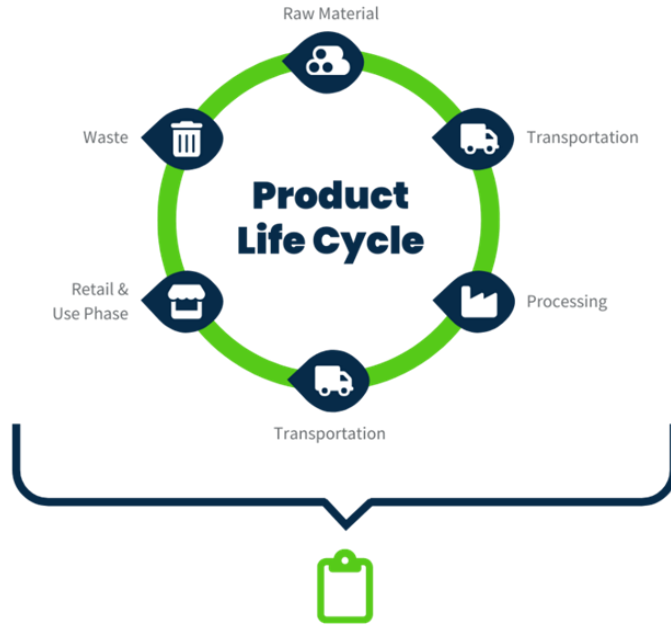 Raw Material
Transportation
Waste
Product
Life Cycle
Retail &
Use Phase
Processing
Transportation